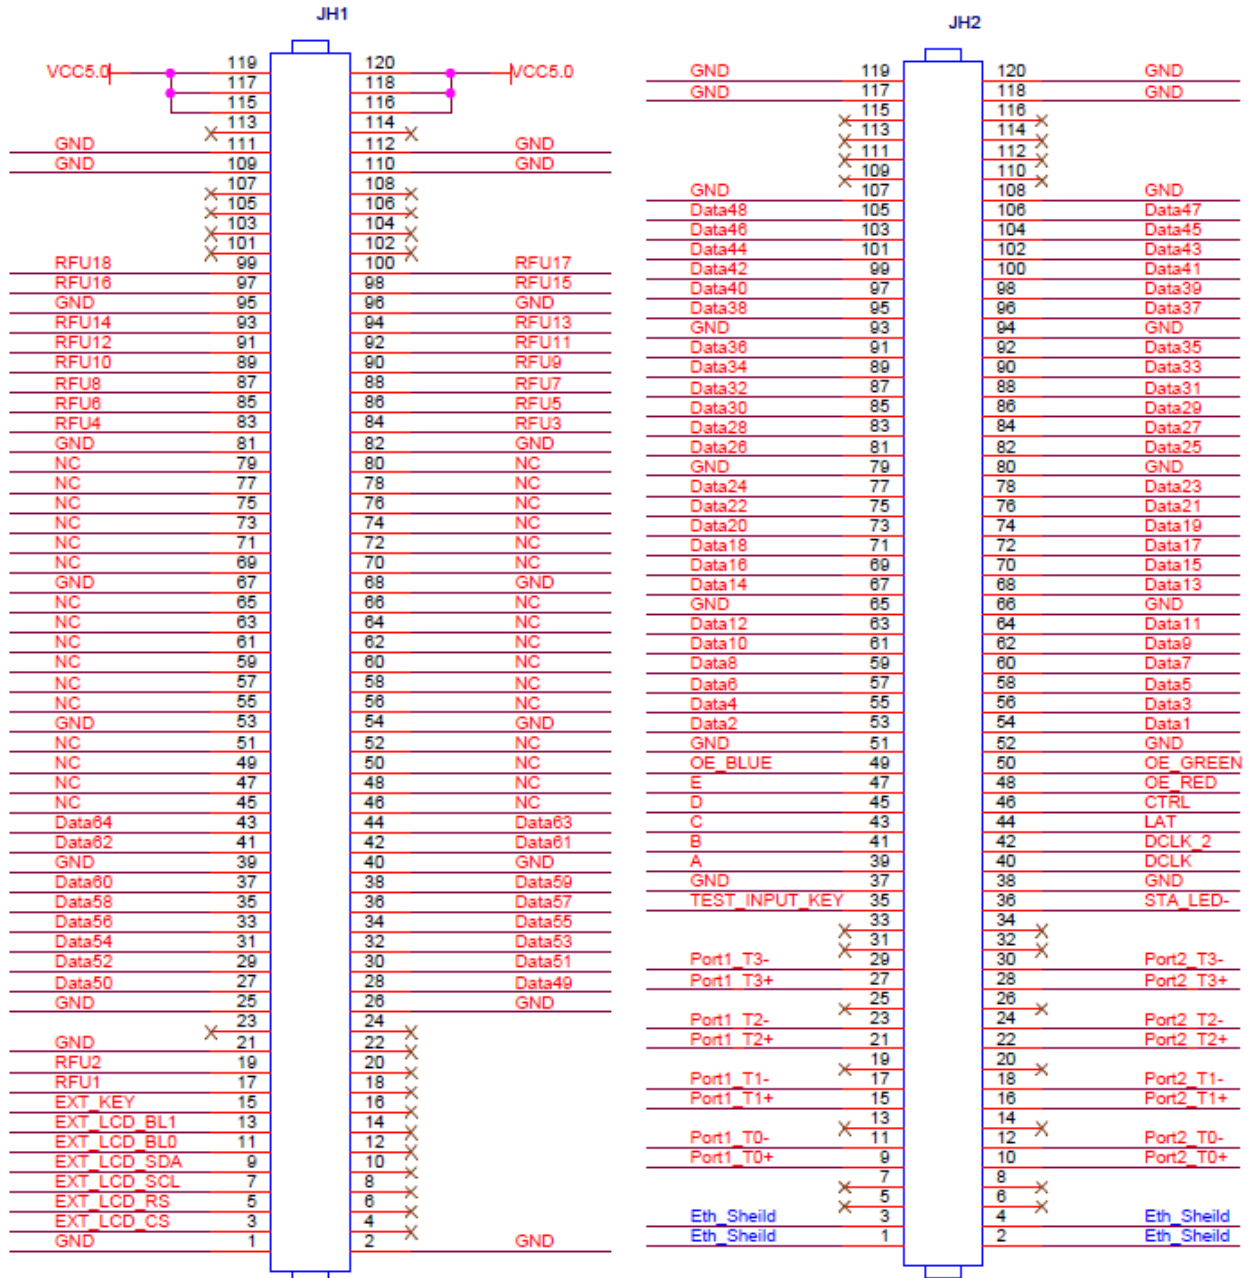 JH1
VCC5.0 119 120 VCC5.0
117 118
115 116
113 114
GND 111 112 GND
GND 109 110 GND
107 108
105 106
103 104
101 102
RFU18 99 100 RFU17
RFU16 97 98 RFU15
GND 95 96 GND
RFU14 93 94 RFU13
RFU12 91 92 RFU11
RFU10 89 90 RFU9
RFU8 87 88 RFU7
RFU6 85 86 RFU5
RFU4 83 84 RFU3
GND 81 82 GND
NC 79 80 NC
NC 77 78 NC
NC 75 76 NC
NC 73 74 NC
NC 71 72 NC
NC 69 70 NC
GND 67 68 GND
NC 65 66 NC
NC 63 64 NC
NC 61 62 NC
NC 59 60 NC
NC 57 58 NC
NC 55 56 NC
GND 53 54 GND
NC 51 52 NC
NC 49 50 NC
NC 47 48 NC
NC 45 46 NC
Data64 43 44 Data63
Data62 41 42 Data61
GND 39 40 GND
Data60 37 38 Data59
Data58 35 36 Data57
Data56 33 34 Data55
Data54 31 32 Data53
Data52 29 30 Data51
Data50 27 28 Data49
GND 25 26 GND
23 24
GND 21 22
RFU2 19 20
RFU1 17 18
EXT_KEY 15 16
EXT_LCD_BL1 13 14
EXT_LCD_BL0 11 12
EXT_LCD_SDA 9 10
EXT_LCD_SCL 7 8
EXT_LCD_RS 5 6
EXT_LCD_CS 3 4
GND 1 2 GND
JH2
GND 119 120 GND
GND 117 118 GND
115 116
113 114
111 112
109 110
GND 107 108 GND
Data48 105 106 Data47
Data46 103 104 Data45
Data44 101 102 Data43
Data42 99 100 Data41
Data40 97 98 Data39
Data38 95 96 Data37
GND 93 94 GND
Data36 91 92 Data35
Data34 89 90 Data33
Data32 87 88 Data31
Data30 85 86 Data29
Data28 83 84 Data27
Data26 81 82 Data25
GND 79 80 GND
Data24 77 78 Data23
Data22 75 76 Data21
Data20 73 74 Data19
Data18 71 72 Data17
Data16 69 70 Data15
Data14 67 68 Data13
GND 65 66 GND
Data12 63 64 Data11
Data10 61 62 Data9
Data8 59 60 Data7
Data6 57 58 Data5
Data4 55 56 Data3
Data2 53 54 Data1
GND 51 52 GND
OE_BLUE 49 50 OE_GREEN
E 47 48 OE_RED
D 45 46 CTRL
C 43 44 LAT
B 41 42 DCLK_2
A 39 40 DCLK
GND 37 38 GND
TEST_INPUT_KEY 35 36 STA_LED-
33 34
31 32
Port1_T3- 29 30 Port2_T3-
Port1_T3+ 27 28 Port2_T3+
25 26
Port1_T2- 23 24 Port2_T2-
Port1_T2+ 21 22 Port2_T2+
19 20
Port1_T1- 17 18 Port2_T1-
Port1_T1+ 15 16 Port2_T1+
13 14
Port1_T0- 11 12 Port2_T0-
Port1_T0+ 9 10 Port2_T0+
7 8
5 6
Eth_Sheild 3 4 Eth_Sheild
Eth_Sheild 1 2 Eth_Sheild